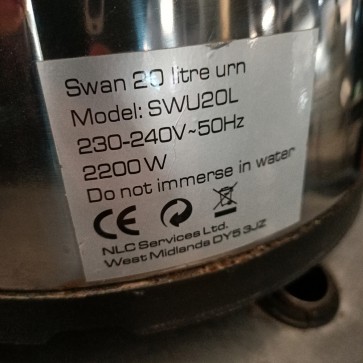 Swan 20 litre urn
Model: SWU20L
230-240V~50Hz
2200W
Do not immerse in water
CE
NLC Services Ltd.
West Midlands DY5 3JZ